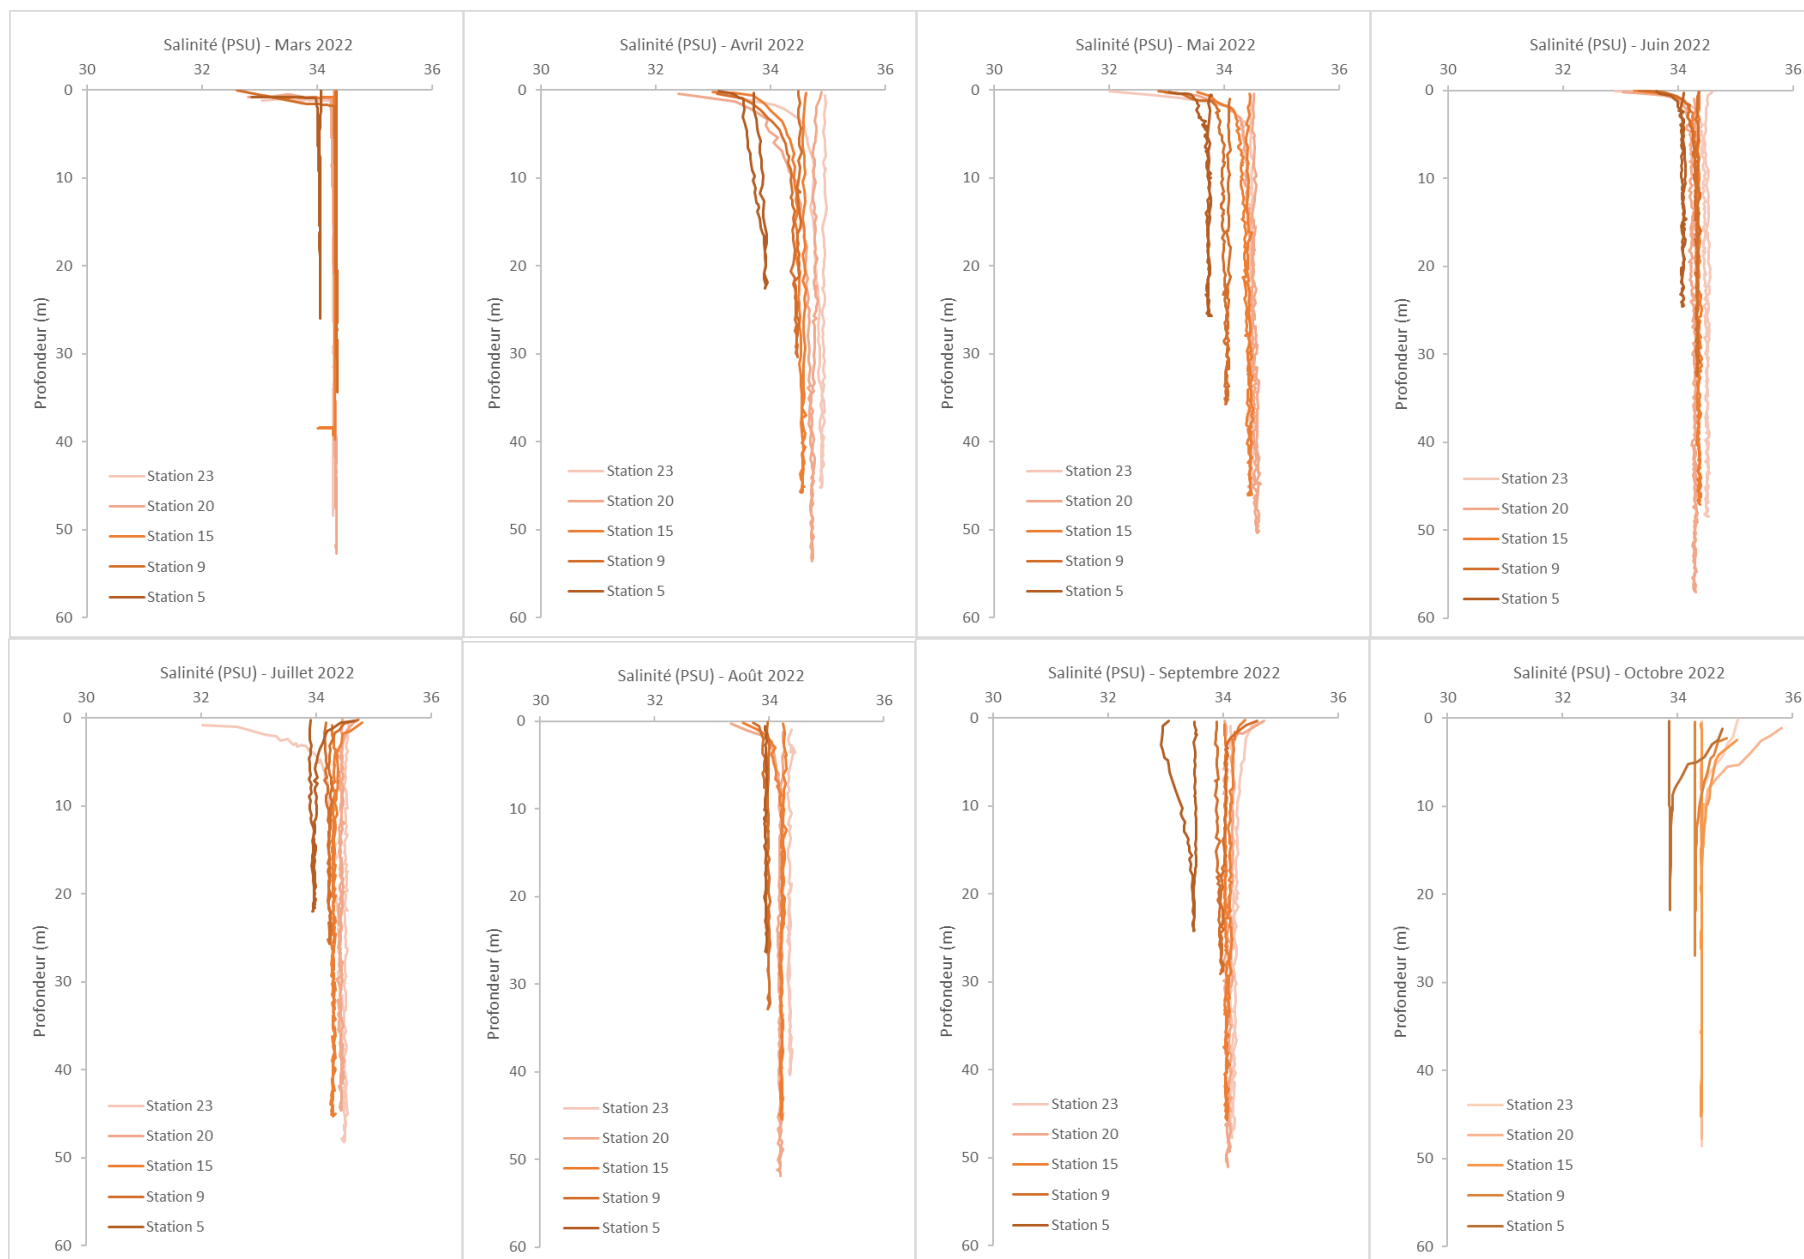 Salinité (PSU) - Mars 2022
30 32 34 36
0
10
20
30
40
50
60
Profondeur (m)
Station 23
Station 20
Station 15
Station 9
Station 5
Salinité (PSU) - Avril 2022
30 32 34 36
0
10
20
30
40
50
60
Profondeur (m)
Station 23
Station 20
Station 15
Station 9
Station 5
Salinité (PSU) - Mai 2022
30 32 34 36
0
10
20
30
40
50
60
Profondeur (m)
Station 23
Station 20
Station 15
Station 9
Station 5
Salinité (PSU) - Juin 2022
30 32 34 36
0
10
20
30
40
50
60
Profondeur (m)
Station 23
Station 20
Station 15
Station 9
Station 5
Salinité (PSU) - Juillet 2022
30 32 34 36
0
10
20
30
40
50
60
Profondeur (m)
Station 23
Station 20
Station 15
Station 9
Station 5
Salinité (PSU) - Août 2022
30 32 34 36
0
10
20
30
40
50
60
Profondeur (m)
Station 23
Station 20
Station 15
Station 9
Station 5
Salinité (PSU) - Septembre 2022
30 32 34 36
0
10
20
30
40
50
60
Profondeur (m)
Station 23
Station 20
Station 15
Station 9
Station 5
Salinité (PSU) - Octobre 2022
30 32 34 36
0
10
20
30
40
50
60
Profondeur (m)
Station 23
Station 20
Station 15
Station 9
Station 5